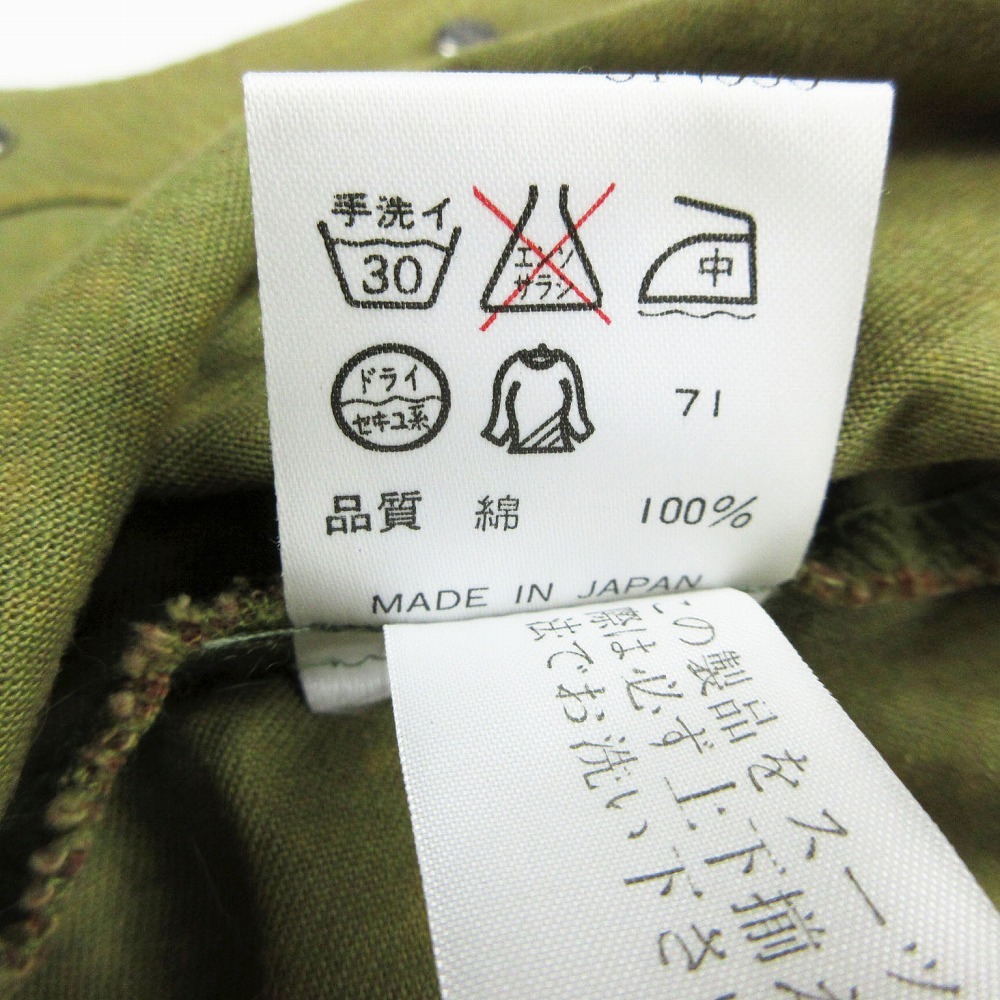 手洗イ
30
エンソ
サラシ
中
ドライ
セキユ系
71
品質 綿 100%
MADE IN JAPAN
この製品をスーツ
際は必ず上下揃
法でお洗い下さ